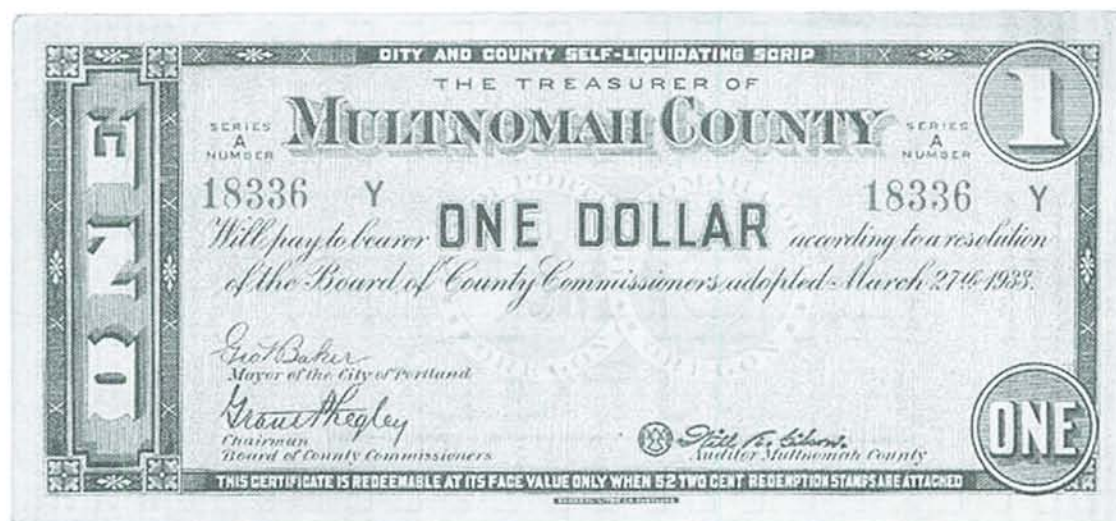 CITY AND COUNTY SELF-LIQUIDATING SCRIP
THE TREASURER OF
MULTNOMAH COUNTY
SERIES A NUMBER
SERIES A NUMBER
1
18336 Y
18336 Y
Will pay to bearer ONE DOLLAR according to a resolution
of the Board of County Commissioners adopted March 27th 1933.
ONE
Geo L Baker
Mayor of the City of Portland
Grant Phegley
Chairman
Board of County Commissioners
Auditor Multnomah County
ONE
THIS CERTIFICATE IS REDEEMABLE AT ITS FACE VALUE ONLY WHEN 52 TWO CENT REDEMPTION STAMPS ARE ATTACHED